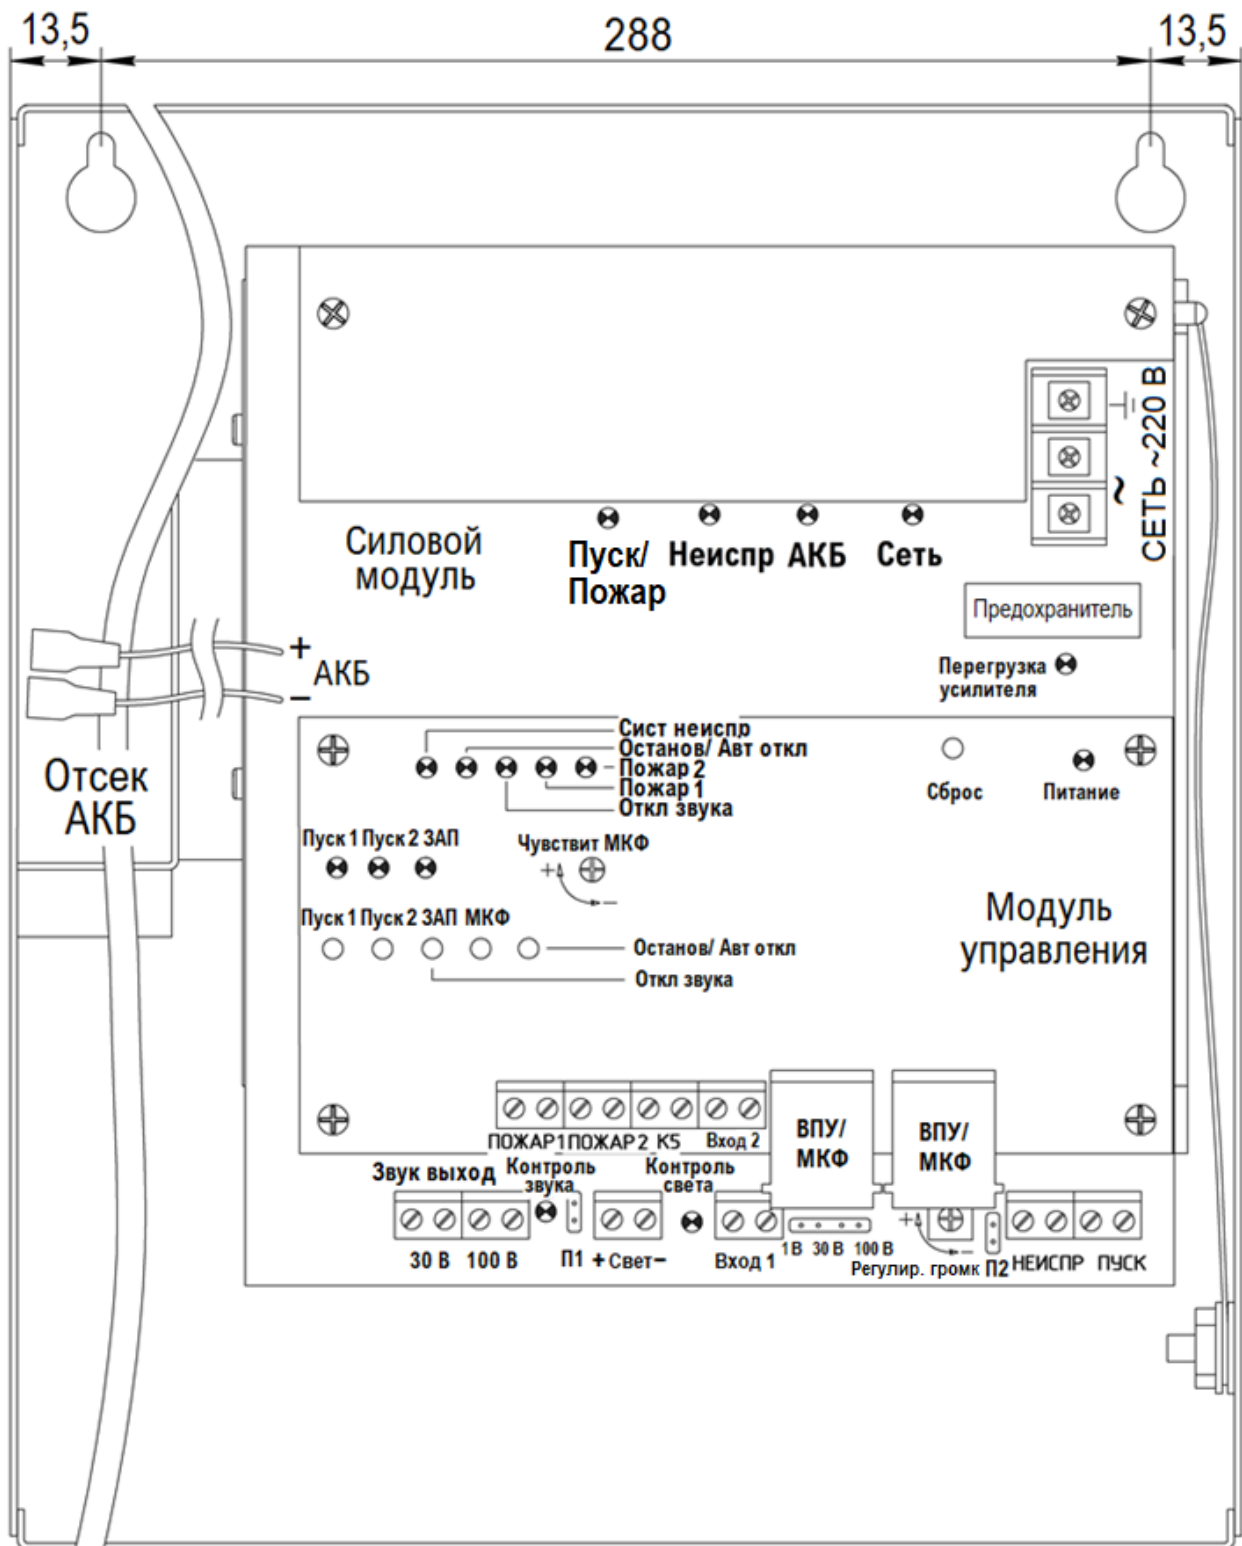 13,5 288 13,5
СЕТЬ ~220 В
~
Силовой
модуль
Пуск/
Пожар
Неиспр АКБ Сеть
Предохранитель
Перегрузка
усилителя
+
АКБ
−
Отсек
АКБ
Сист неиспр
Останов/ Авт откл
Пожар 2
Пожар 1
Откл звука
Сброс
Питание
Пуск 1 Пуск 2 ЗАП
Чувствит МКФ
+
−
Пуск 1 Пуск 2 ЗАП МКФ
Останов/ Авт откл
Откл звука
Модуль
управления
ПОЖАР1 ПОЖАР2 К5 Вход 2
ВПУ/
МКФ
ВПУ/
МКФ
Звук выход
Контроль
звука
Контроль
света
+
−
30 В 100 В П1 + Свет − Вход 1
1 В 30 В 100 В
Регулир. громк П2
НЕИСПР ПУСК